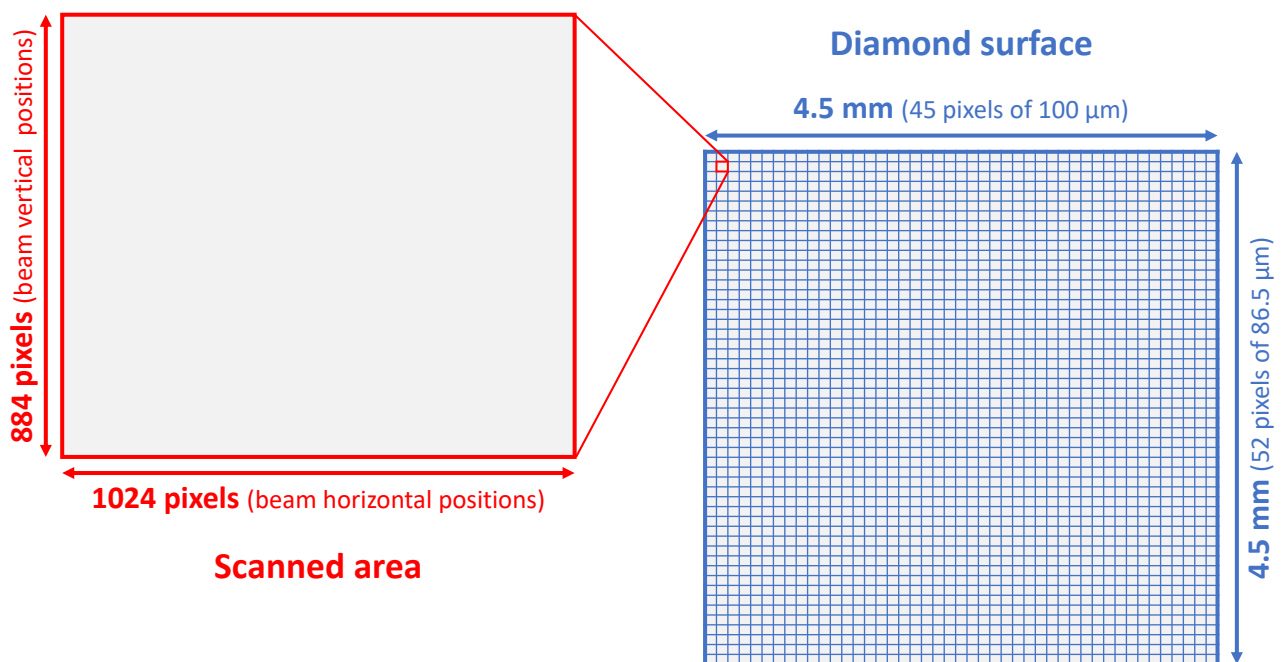 884 pixels (beam vertical positions)
1024 pixels (beam horizontal positions)
Scanned area
Diamond surface
4.5 mm (45 pixels of 100 µm)
4.5 mm (52 pixels of 86.5 µm)